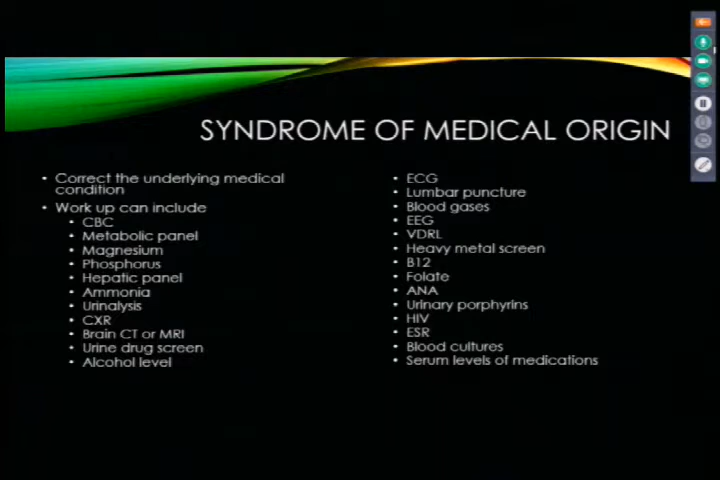 SYNDROME OF MEDICAL ORIGIN
• Correct the underlying medical
condition
• Work up can include
• CBC
• Metabolic panel
• Magnesium
• Phosphorus
• Hepatic panel
• Ammonia
• Urinalysis
• CXR
• Brain CT or MRI
• Urine drug screen
• Alcohol level
• ECG
• Lumbar puncture
• Blood gases
• EEG
• VDRL
• Heavy metal screen
• B12
• Folate
• ANA
• Urinary porphyrins
• HIV
• ESR
• Blood cultures
• Serum levels of medications